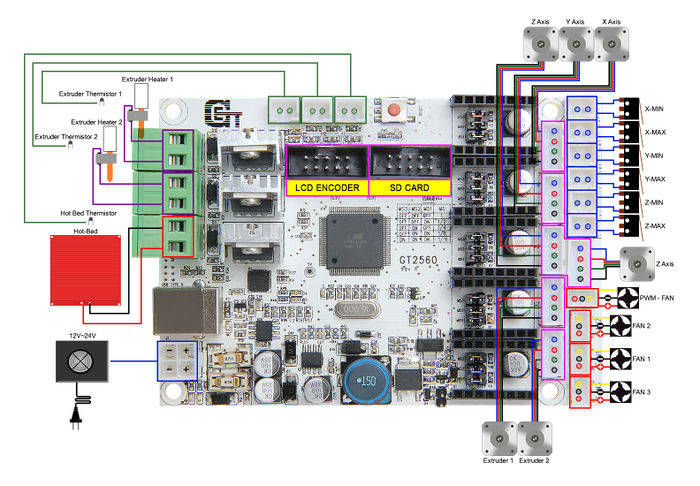 Z Axis
Y Axis
X Axis
Extruder Heater 1
Extruder Thermistor 1
Extruder Heater 2
Extruder Thermistor 2
Hot Bed Thermistor
Hot-Bed
12V~24V
GT
LCD ENCODER
SD CARD
GT2560
X-MIN
X-MAX
Y-MIN
Y-MAX
Z-MIN
Z-MAX
Z Axis
PWM - FAN
FAN 2
FAN 1
FAN 3
Extruder 1
Extruder 2